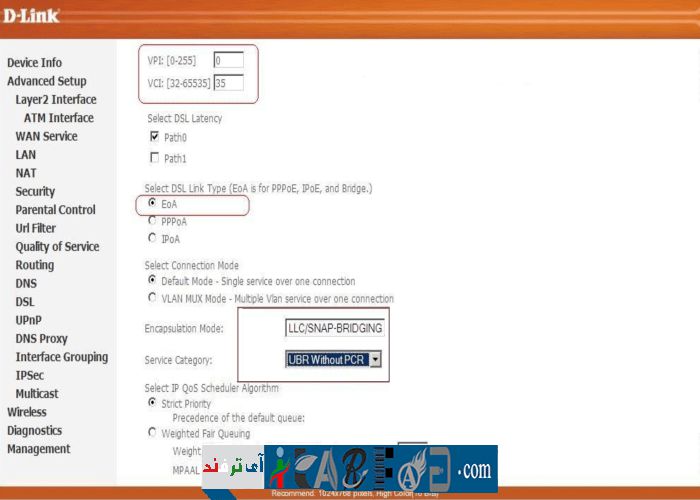 D-Link
Device Info
Advanced Setup
Layer2 Interface
ATM Interface
WAN Service
LAN
NAT
Security
Parental Control
Url Filter
Quality of Service
Routing
DNS
DSL
UPnP
DNS Proxy
Interface Grouping
IPSec
Multicast
Wireless
Diagnostics
Management
VPI: [0-255] 0
VCI: [32-65535] 35
Select DSL Latency
Path0
Path1
Select DSL Link Type (EoA is for PPPoE, IPoE, and Bridge.)
EoA
PPPoA
IPoA
Select Connection Mode
Default Mode - Single service over one connection
VLAN MUX Mode - Multiple Vlan service over one connection
Encapsulation Mode: LLC/SNAP-BRIDGING
Service Category: UBR Without PCR
Select IP QoS Scheduler Algorithm
Strict Priority
Precedence of the default queue:
Weighted Fair Queuing
Weight
MPAAL
آی ترفند
.com
Recommend: 1024x768 pixels, High Color(16 Bits)